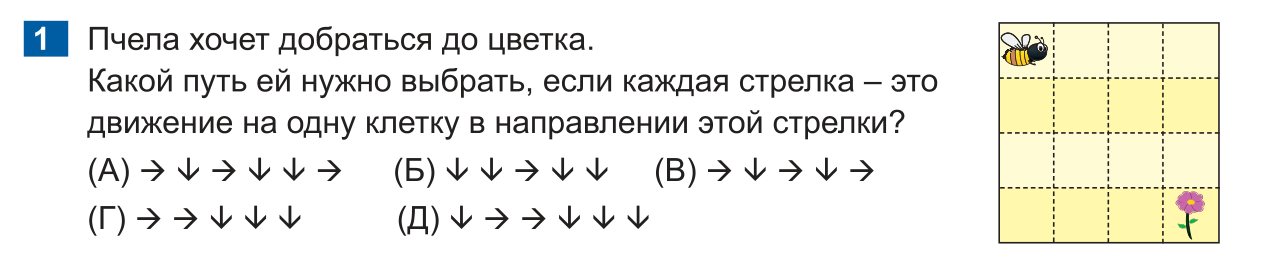 1 Пчела хочет добраться до цветка.
Какой путь ей нужно выбрать, если каждая стрелка – это
движение на одну клетку в направлении этой стрелки?
(А) → ↓ → ↓ ↓ → (Б) ↓ ↓ → ↓ ↓ (В) → ↓ → ↓ →
(Г) → → ↓ ↓ ↓ (Д) ↓ → → ↓ ↓ ↓